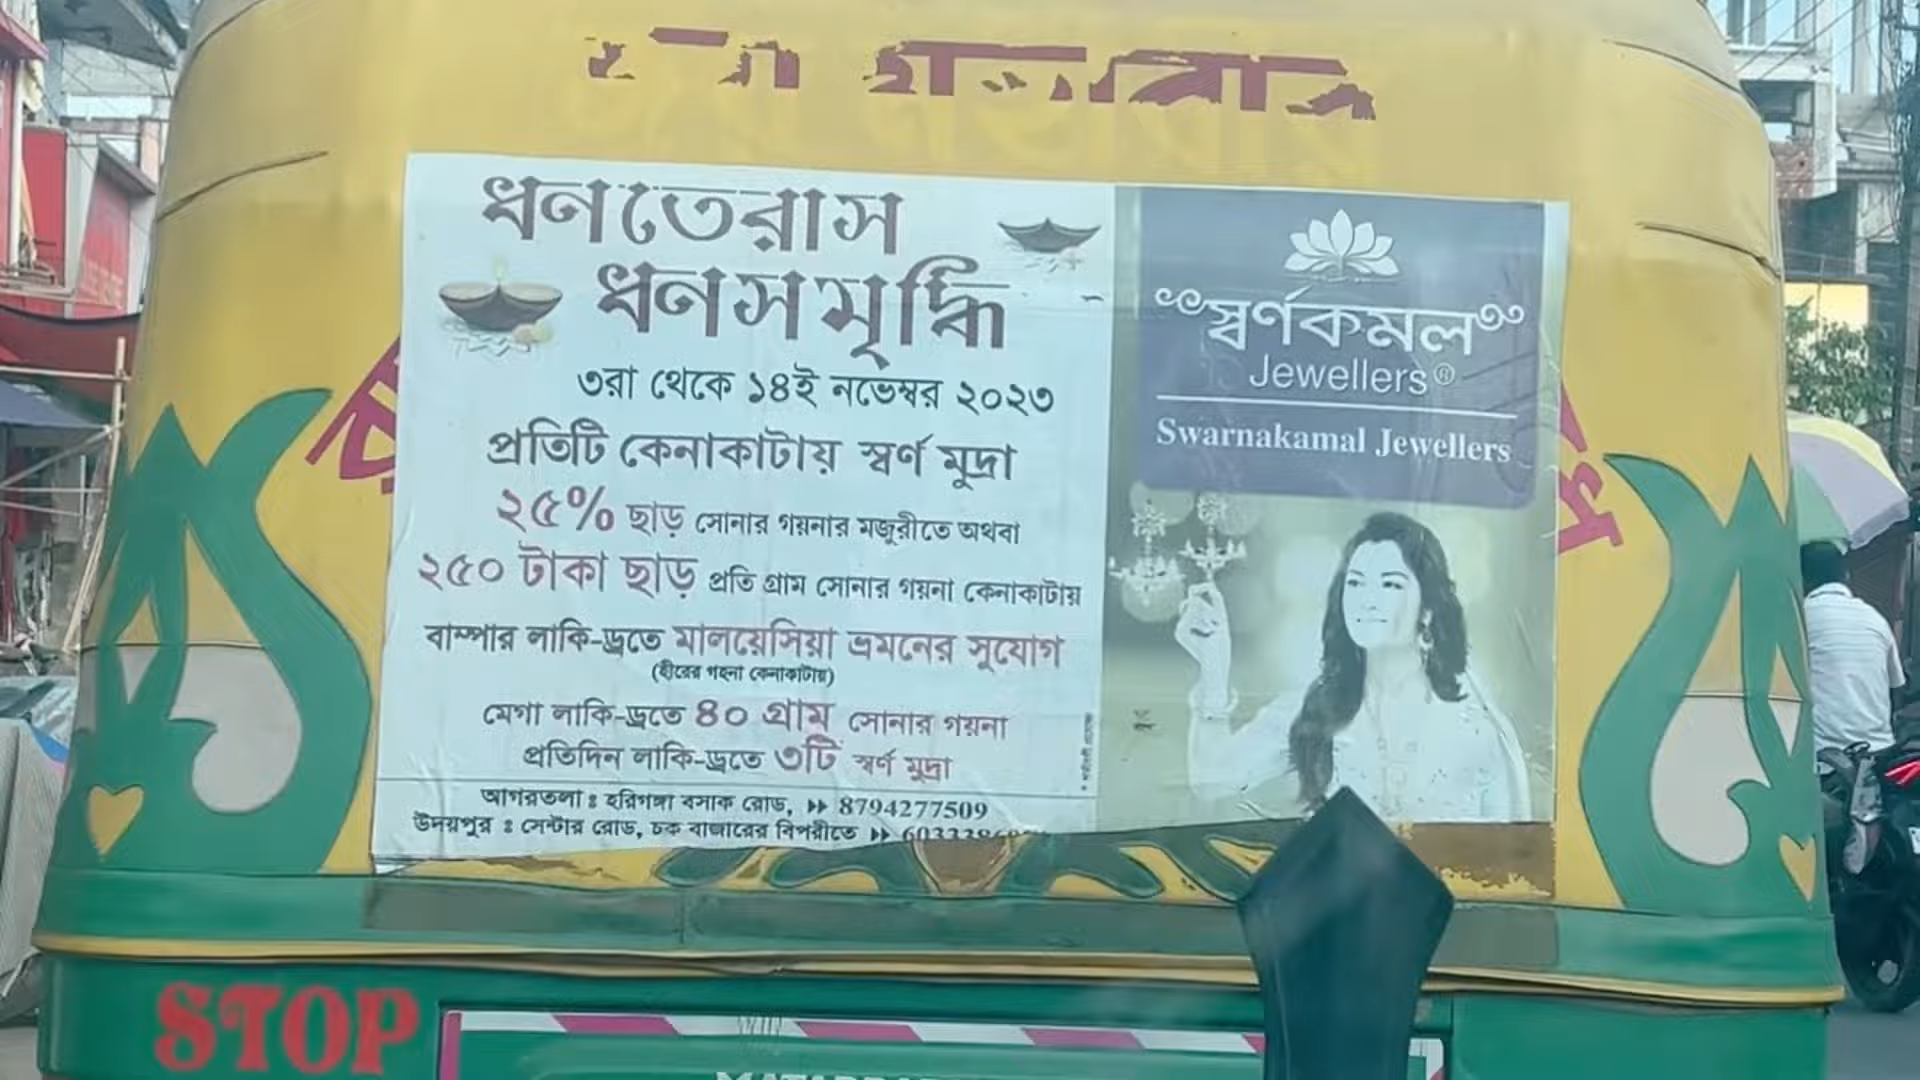 ধনতেরাস
ধনসমৃদ্ধি
৩রা থেকে ১৪ই নভেম্বর ২০২৩
প্রতিটি কেনাকাটায় স্বর্ণ মুদ্রা
২৫% ছাড় সোনার গয়নার মজুরীতে অথবা
২৫০ টাকা ছাড় প্রতি গ্রাম সোনার গয়না কেনাকাটায়
বাম্পার লাকি-ড্রতে মালয়েসিয়া ভ্রমনের সুযোগ
(হীরের গহনা কেনাকাটায়)
মেগা লাকি-ড্রতে ৪০ গ্রাম সোনার গয়না
প্রতিদিন লাকি-ড্রতে ৩টি স্বর্ণ মুদ্রা
আগরতলা ঃ হরিগঙ্গা বসাক রোড, 8794277509
উদয়পুর ঃ সেন্টার রোড, চক বাজারের বিপরীতে
স্বর্ণকমল
Jewellers®
Swarnakamal Jewellers
STOP